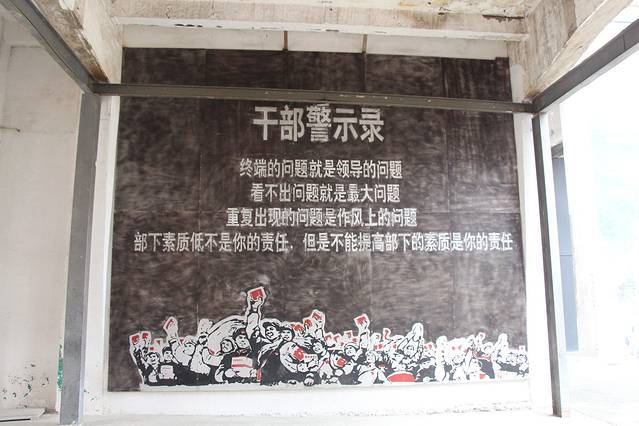 干部警示录
终端的问题就是领导的问题
看不出问题就是最大问题
重复出现的问题是作风上的问题
部下素质低不是你的责任，但是不能提高部下的素质是你的责任